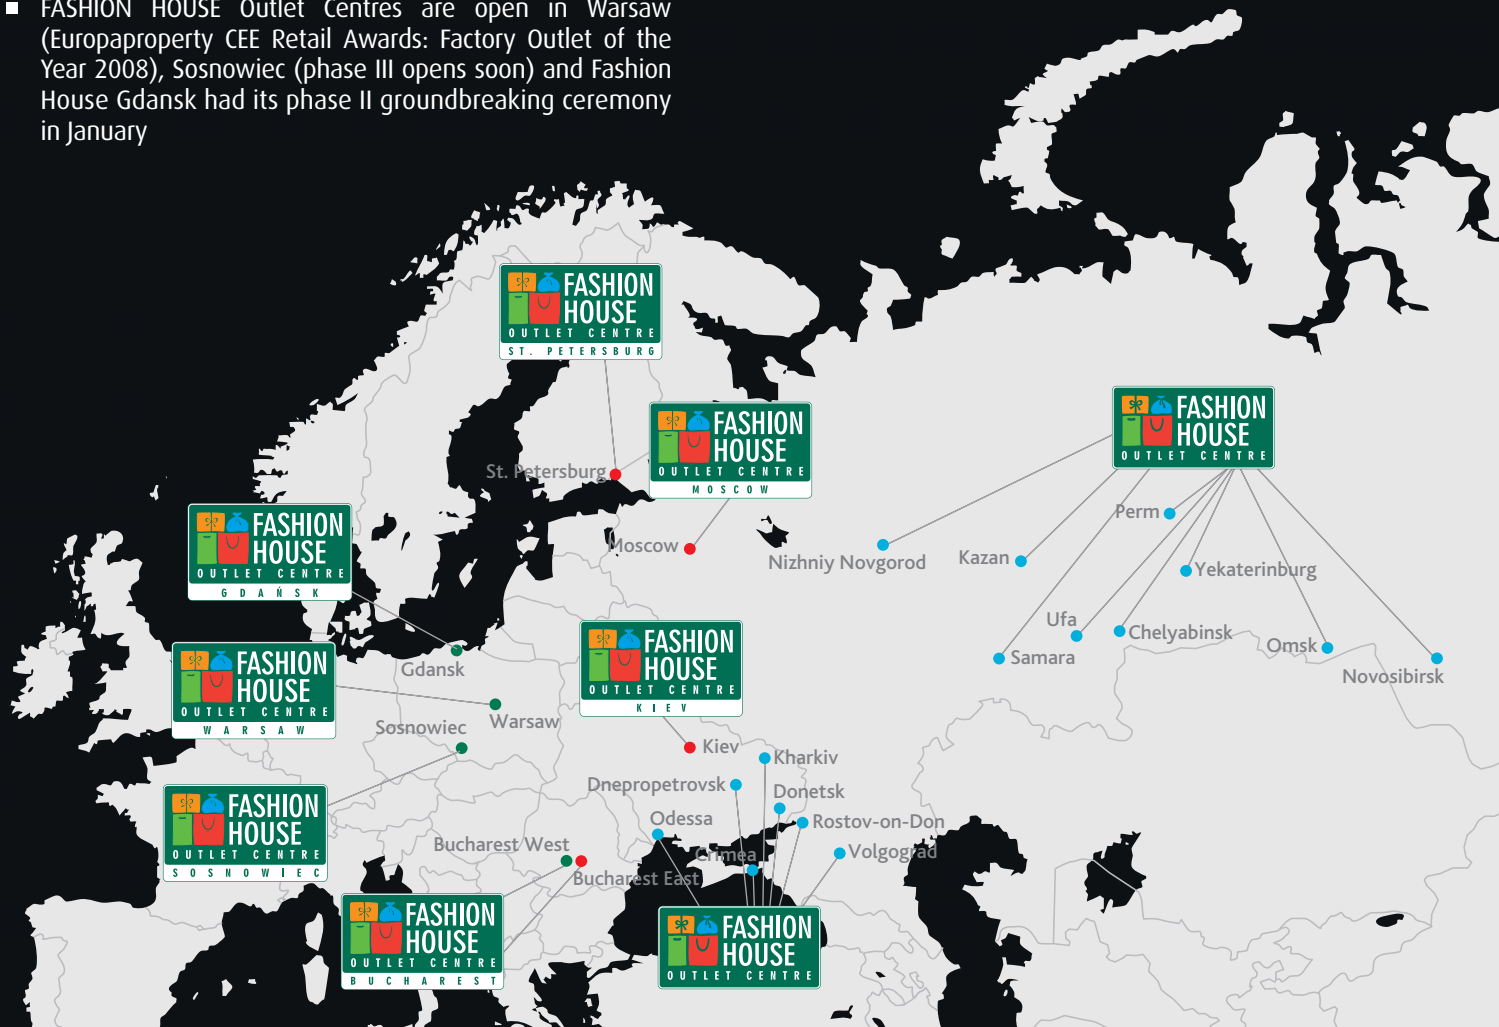 FASHION HOUSE Outlet Centres are open in Warsaw
(Europaproperty CEE Retail Awards: Factory Outlet of the
Year 2008), Sosnowiec (phase III opens soon) and Fashion
House Gdansk had its phase II groundbreaking ceremony
in January
FASHION
HOUSE
OUTLET CENTRE
ST. PETERSBURG
FASHION
HOUSE
OUTLET CENTRE
MOSCOW
FASHION
HOUSE
OUTLET CENTRE
St. Petersburg
FASHION
HOUSE
OUTLET CENTRE
GDAŃSK
Perm
Moscow
Nizhniy Novgorod
Kazan
Yekaterinburg
Ufa
Chelyabinsk
Omsk
Samara
Novosibirsk
FASHION
HOUSE
OUTLET CENTRE
KIEV
Gdansk
FASHION
HOUSE
OUTLET CENTRE
WARSAW
Warsaw
Sosnowiec
Kiev
Kharkiv
Dnepropetrovsk
Donetsk
FASHION
HOUSE
OUTLET CENTRE
SOSNOWIEC
Odessa
Rostov-on-Don
Bucharest West
Crimea
Volgograd
Bucharest East
FASHION
HOUSE
OUTLET CENTRE
BUCHAREST
FASHION
HOUSE
OUTLET CENTRE